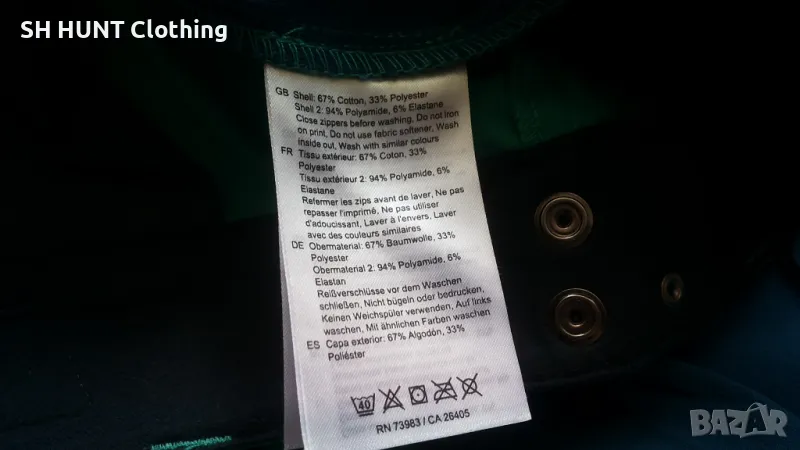 SH HUNT Clothing
GB Shell: 67% Cotton, 33% Polyester
Shell 2: 94% Polyamide, 6% Elastane
Close zippers before washing, Do not Iron
on print, Do not use fabric softener, Wash
inside out, Wash with similar colours
FR Tissu extérieur: 67% Coton, 33%
Polyester
Tissu extérieur 2: 94% Polyamide, 6%
Elastane
Refermer les zips avant de laver, Ne pas
repasser l'imprimé, Ne pas utiliser
d'adoucissant, Laver à l'envers, Laver
avec des couleurs similaires
DE Obermaterial: 67% Baumwolle, 33%
Polyester
Obermaterial 2: 94% Polyamide, 6%
Elastan
Reißverschlüsse vor dem Waschen
schließen, Nicht bügeln oder bedrucken,
Keinen Weichspüler verwenden, Auf links
waschen, Mit ähnlichen Farben waschen
ES Capa exterior: 67% Algodón, 33%
Poliéster
40
RN 73983 / CA 26405
BAZAR